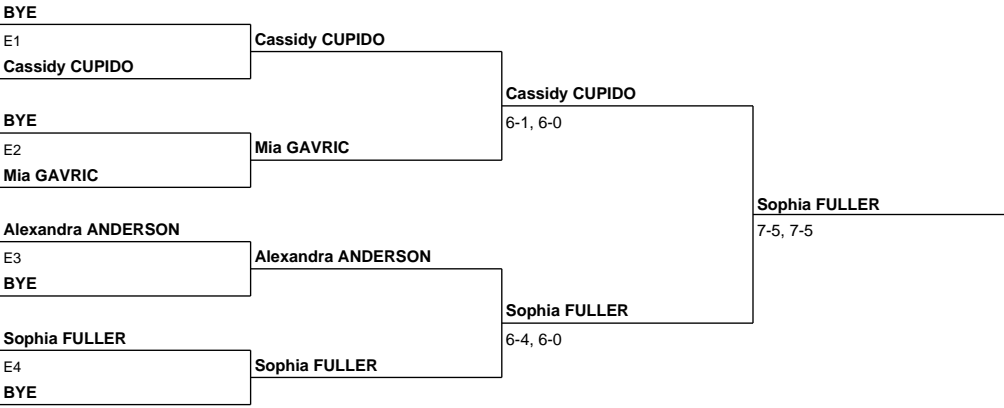 BYE
E1
Cassidy CUPIDO
Cassidy CUPIDO
BYE
E2
Mia GAVRIC
Mia GAVRIC
Cassidy CUPIDO
6-1, 6-0
Alexandra ANDERSON
E3
BYE
Alexandra ANDERSON
Sophia FULLER
E4
BYE
Sophia FULLER
Sophia FULLER
6-4, 6-0
Sophia FULLER
7-5, 7-5